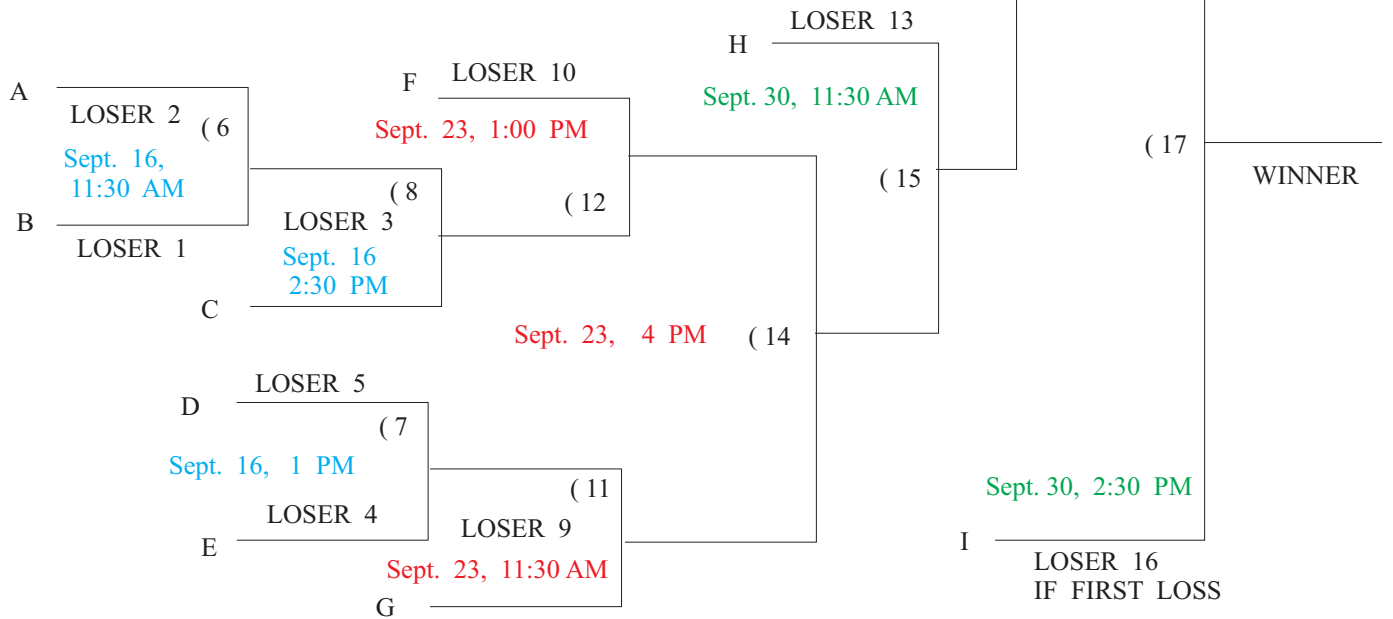 LOSER 13
H
A
F
LOSER 10
Sept. 30, 11:30 AM
LOSER 2
( 6
Sept. 23, 1:00 PM
( 17
Sept. 16,
11:30 AM
( 8
( 15
WINNER
( 12
B
LOSER 3
LOSER 1
Sept. 16
2:30 PM
C
Sept. 23, 4 PM
( 14
LOSER 5
D
( 7
Sept. 16, 1 PM
( 11
Sept. 30, 2:30 PM
LOSER 4
LOSER 9
E
I
Sept. 23, 11:30 AM
LOSER 16
IF FIRST LOSS
G